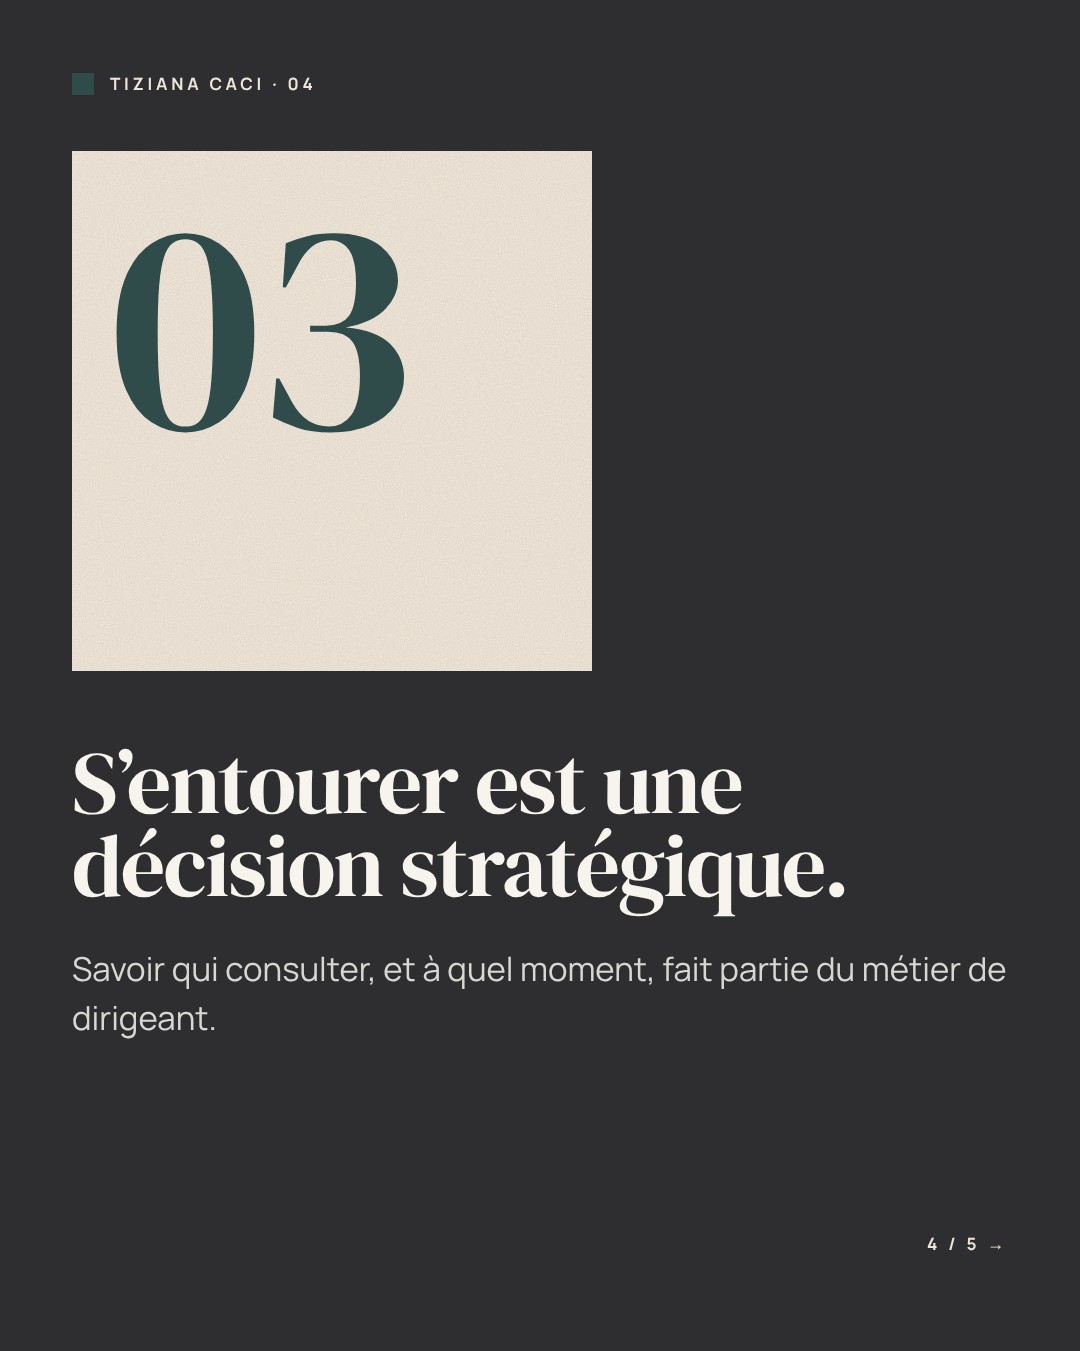 TIZIANA CACI · 04
03
S’entourer est une
décision stratégique.
Savoir qui consulter, et à quel moment, fait partie du métier de
dirigeant.
4 / 5 →